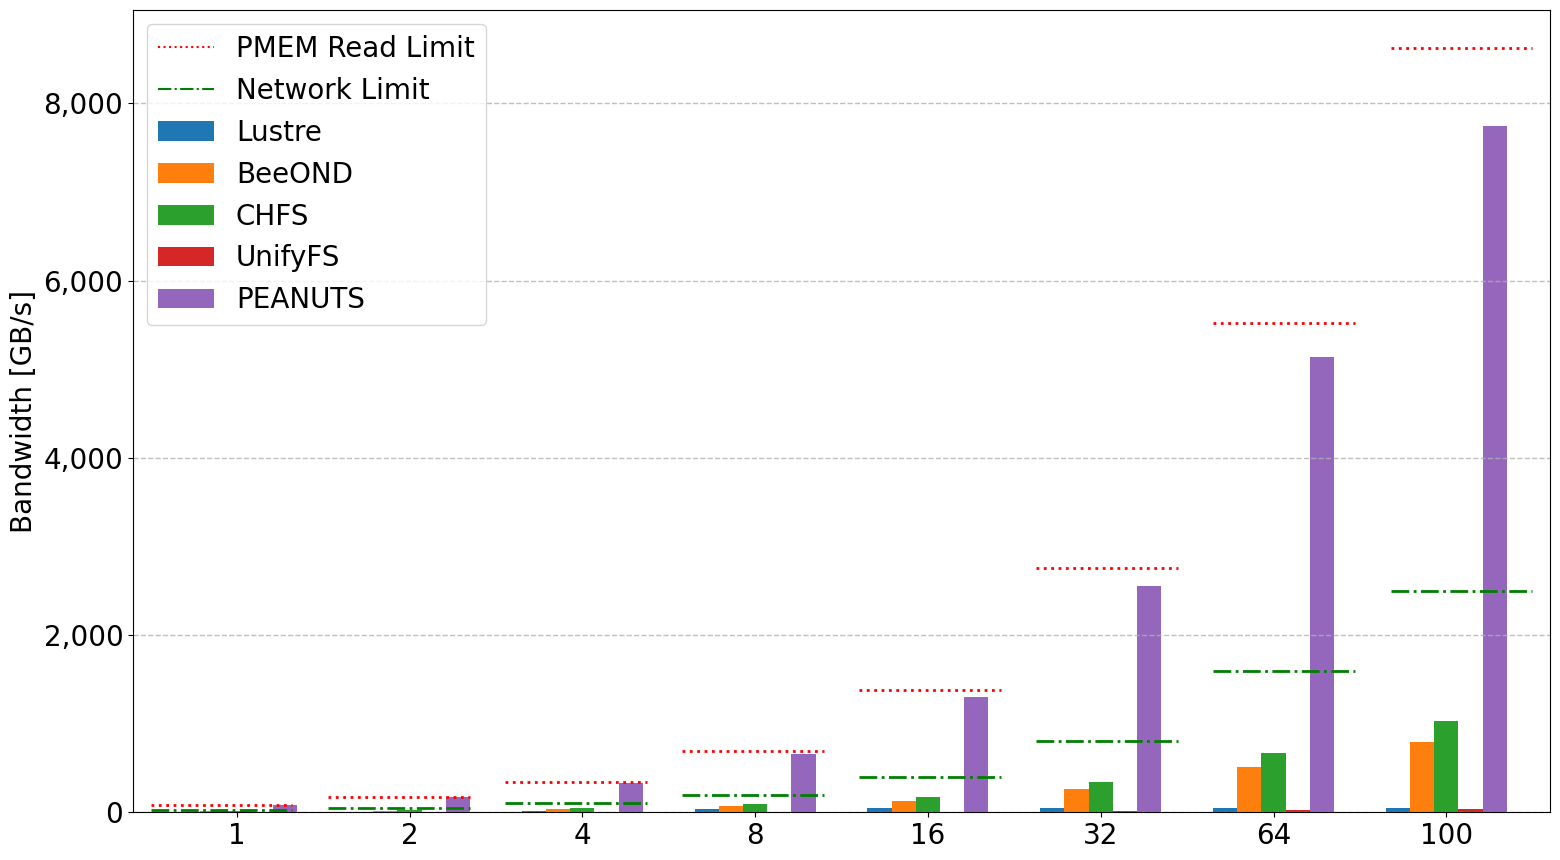 PMEM Read Limit
Network Limit
Lustre
BeeOND
CHFS
UnifyFS
PEANUTS
Bandwidth [GB/s]
8,000
6,000
4,000
2,000
0
1 2 4 8 16 32 64 100